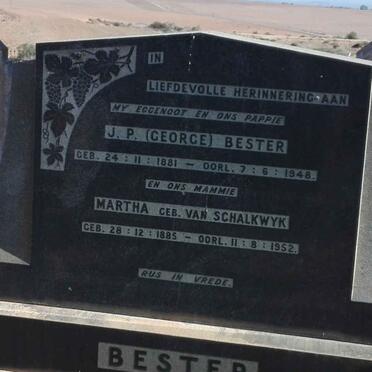 IN
LIEFDEVOLLE HERINNERING AAN
MY EGGENOOT EN ONS PAPPIE
J. P. (GEORGE) BESTER
GEB. 24-11-1881 - OORL. 7-6-1948.
EN ONS MAMMIE
MARTHA GEB. VAN SCHALKWYK
GEB. 28-12-1885 - OORL. 11-8-1952.
RUS IN VREDE.
BESTER